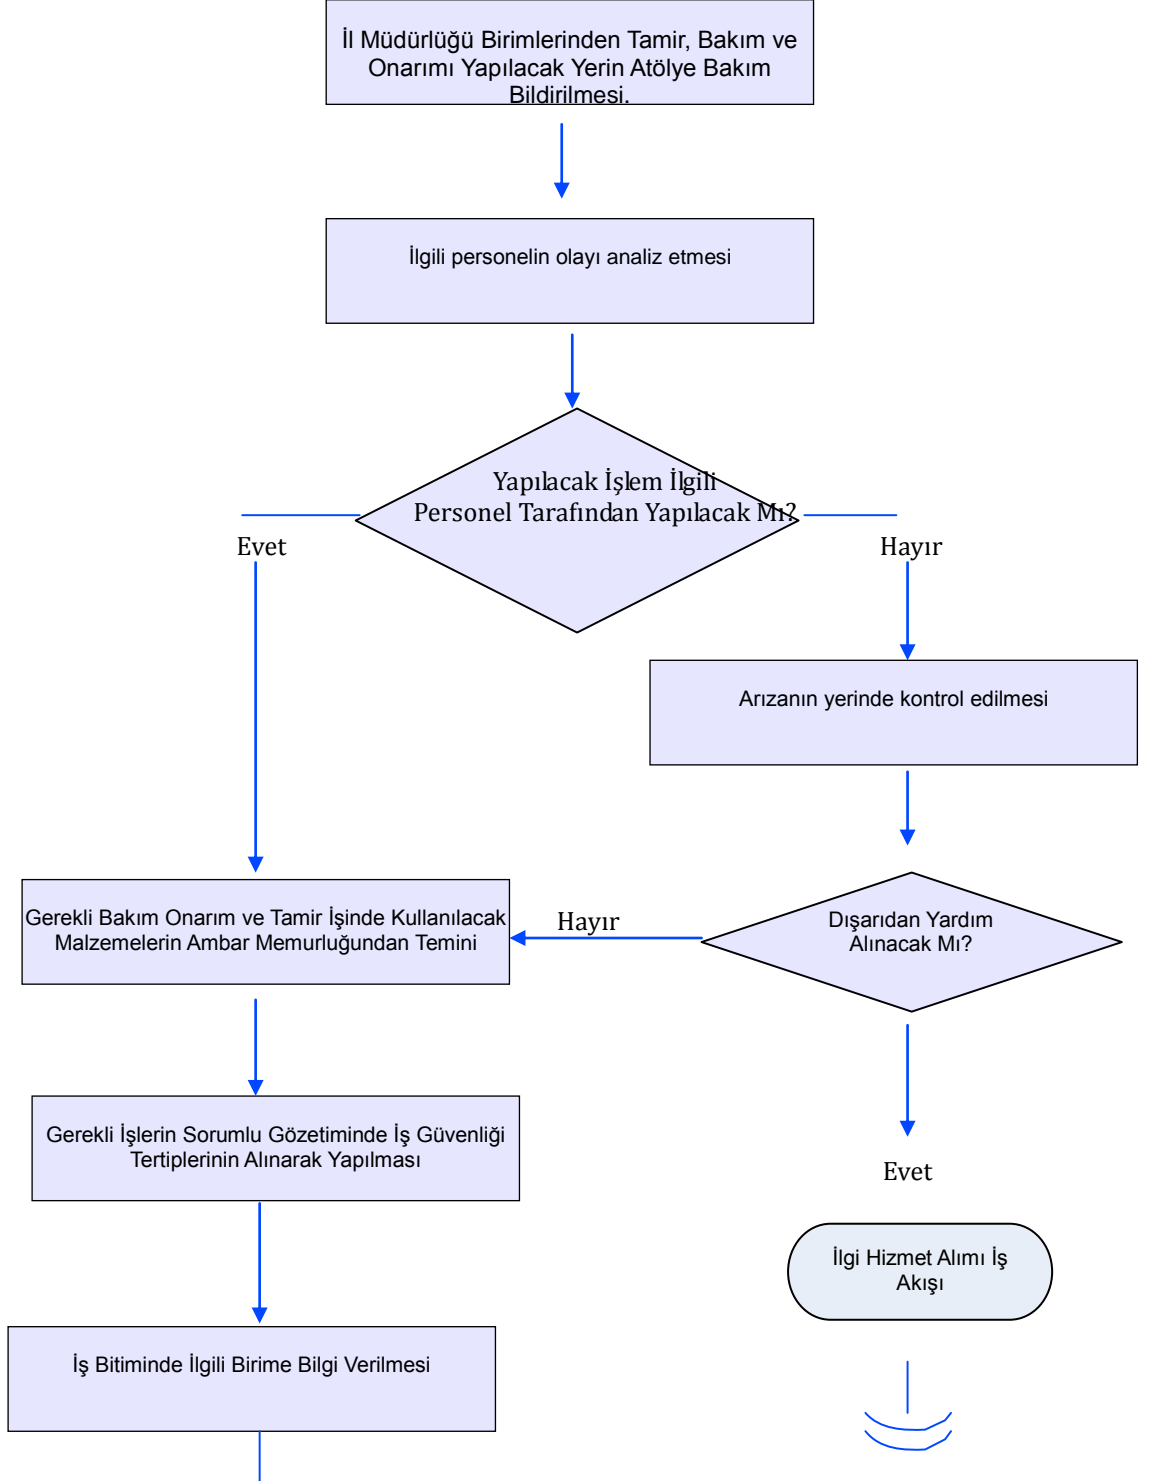 İl Müdürlüğü Birimlerinden Tamir, Bakım ve
Onarımı Yapılacak Yerin Atölye Bakım
Bildirilmesi.
İlgili personelin olayı analiz etmesi
Yapılacak İşlem İlgili
Personel Tarafından Yapılacak Mı?
Evet
Hayır
Arızanın yerinde kontrol edilmesi
Gerekli Bakım Onarım ve Tamir İşinde Kullanılacak
Malzemelerin Ambar Memurluğundan Temini
Hayır
Dışarıdan Yardım
Alınacak Mı?
Gerekli İşlerin Sorumlu Gözetiminde İş Güvenliği
Tertiplerinin Alınarak Yapılması
Evet
İlgi Hizmet Alımı İş
Akışı
İş Bitiminde İlgili Birime Bilgi Verilmesi